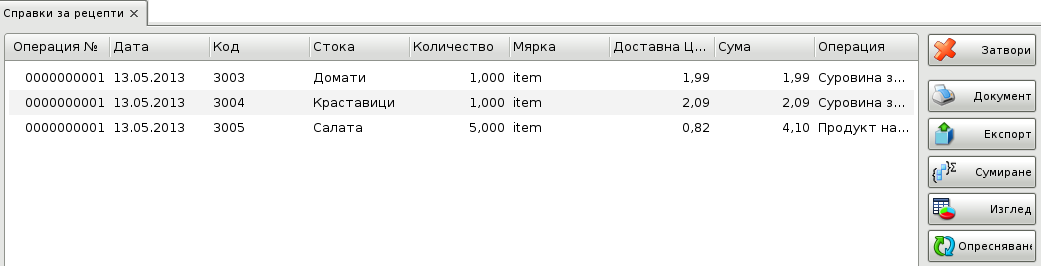 Справки за рецепти ×
Операция № Дата Код Стока Количество Мярка Доставна Ц... Сума Операция
0000000001 13.05.2013 3003 Домати 1,000 item 1,99 1,99 Суровина з...
0000000001 13.05.2013 3004 Краставици 1,000 item 2,09 2,09 Суровина з...
0000000001 13.05.2013 3005 Салата 5,000 item 0,82 4,10 Продукт на...
Затвори
Документ
Експорт
Сумиране
Изглед
Опресняване